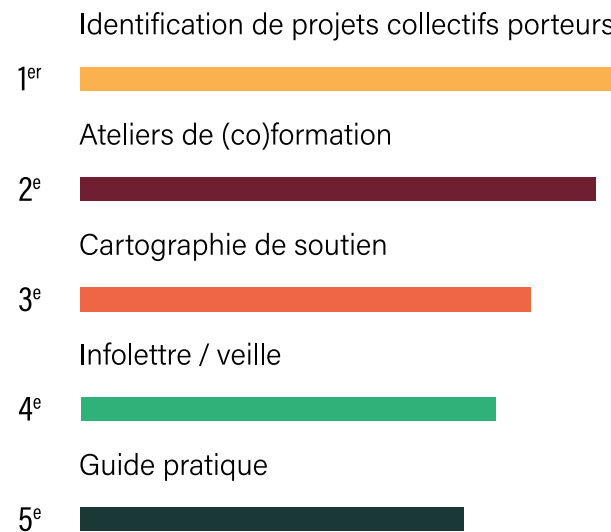 Identification de projets collectifs porteurs
1er
Ateliers de (co)formation
2e
Cartographie de soutien
3e
Infolettre / veille
4e
Guide pratique
5e